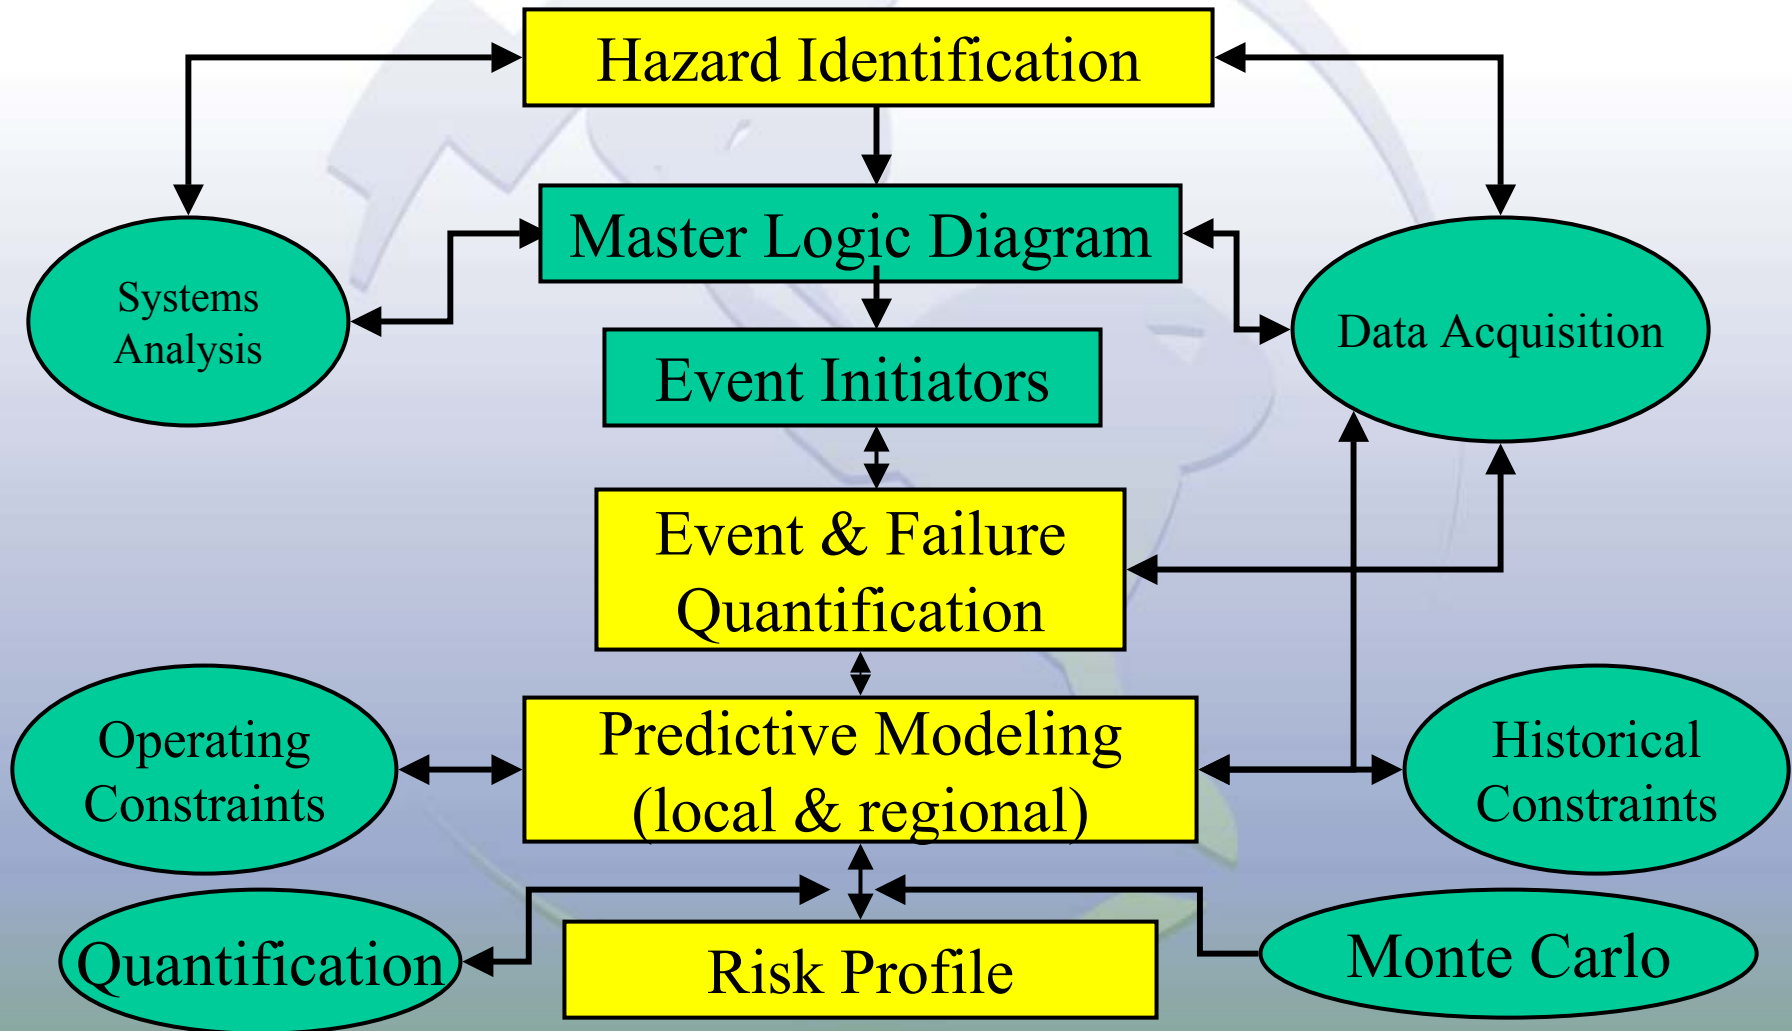 Hazard Identification
Master Logic Diagram
Systems
Analysis
Data Acquisition
Event Initiators
Event & Failure
Quantification
Operating
Constraints
Predictive Modeling
(local & regional)
Historical
Constraints
Quantification
Risk Profile
Monte Carlo